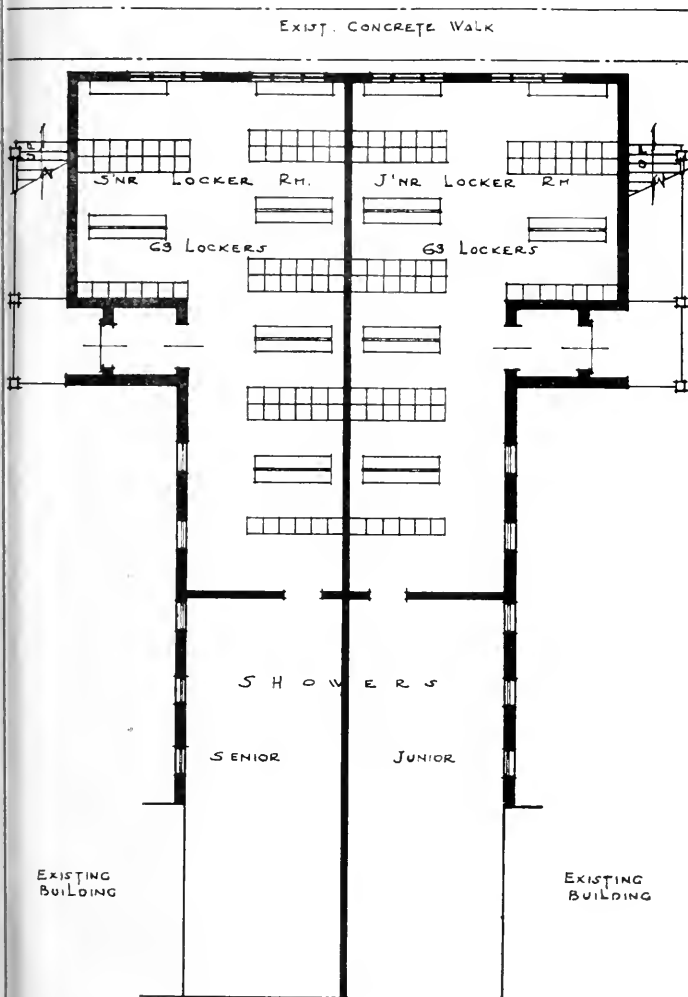 EXIST. CONCRETE WALK
S'NR LOCKER RM.
J'NR LOCKER RM
63 LOCKERS
63 LOCKERS
SHOWERS
SENIOR
JUNIOR
EXISTING
BUILDING
EXISTING
BUILDING